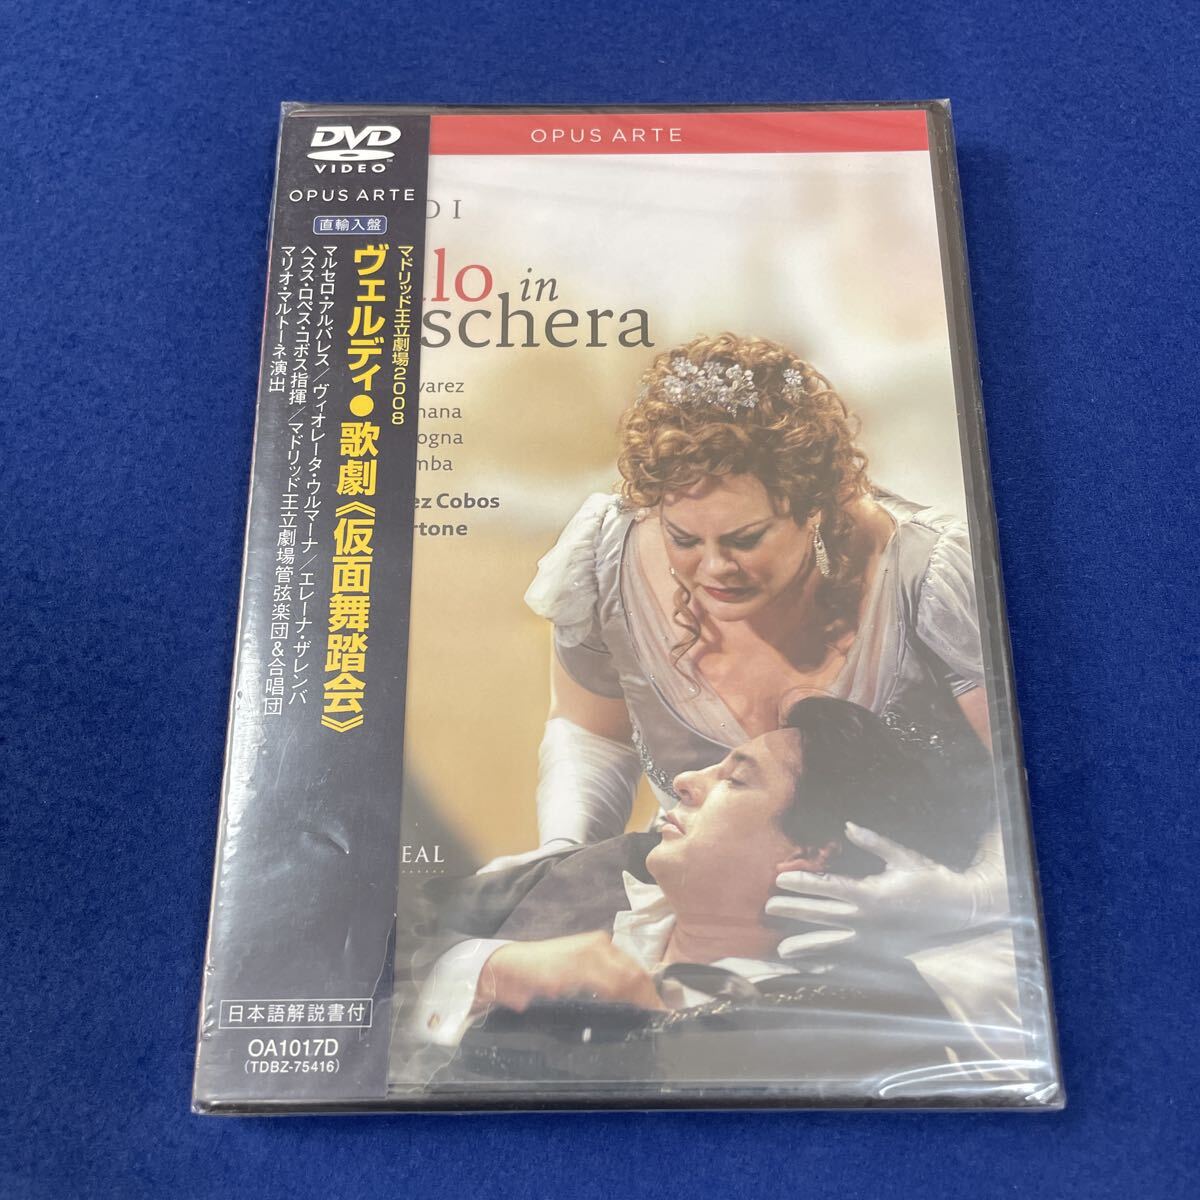 DVD
VIDEO
TM
OPUS ARTE
直輸入盤
マドリッド王立劇場2008
ヴェルディ●歌劇《仮面舞踏会》
マルセロ・アルバレス/ヴィオレータ・ウルマーナ/エレーナ・ザレンバ
ヘスス・ロペス・コボス指揮/マドリッド王立劇場管弦楽団&合唱団
マリオ・マルトーネ演出
日本語解説書付
OA1017D
(TDBZ-75416)
OPUS ARTE
DI
lo in
schera
varez
nana
ogna
mba
ez Cobos
rtone
EAL